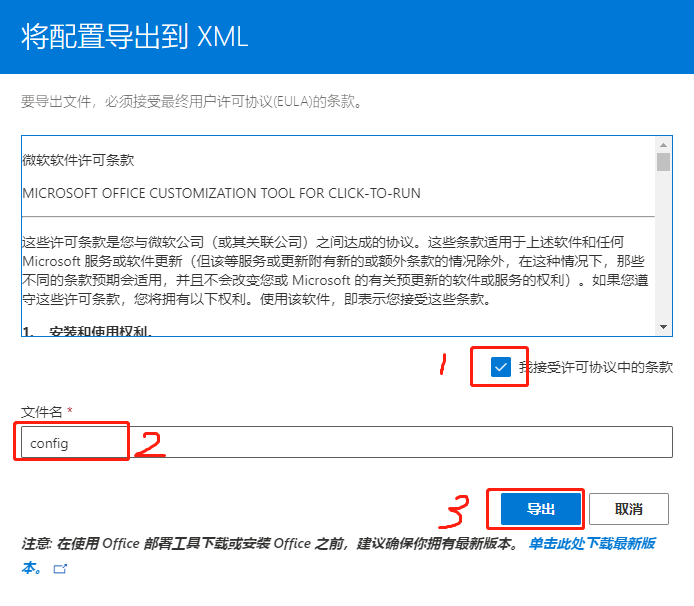 将配置导出到 XML
要导出文件，必须接受最终用户许可协议(EULA)的条款。
微软软件许可条款
MICROSOFT OFFICE CUSTOMIZATION TOOL FOR CLICK-TO-RUN
这些许可条款是您与微软公司（或其关联公司）之间达成的协议。这些条款适用于上述软件和任何
Microsoft 服务或软件更新（但该等服务或更新附有新的或额外条款的情况除外，在这种情况下，那些
不同的条款预期会适用，并且不会改变您或 Microsoft 的有关预更新的软件或服务的权利）。如果您遵
守这些许可条款，您将拥有以下权利。使用该软件，即表示您接受这些条款。
1. 安装和使用权利.
1
我接受许可协议中的条款
文件名 *
config
2
3
导出
取消
注意: 在使用 Office 部署工具下载或安装 Office 之前，建议确保你拥有最新版本。 单击此处下载最新版
本。